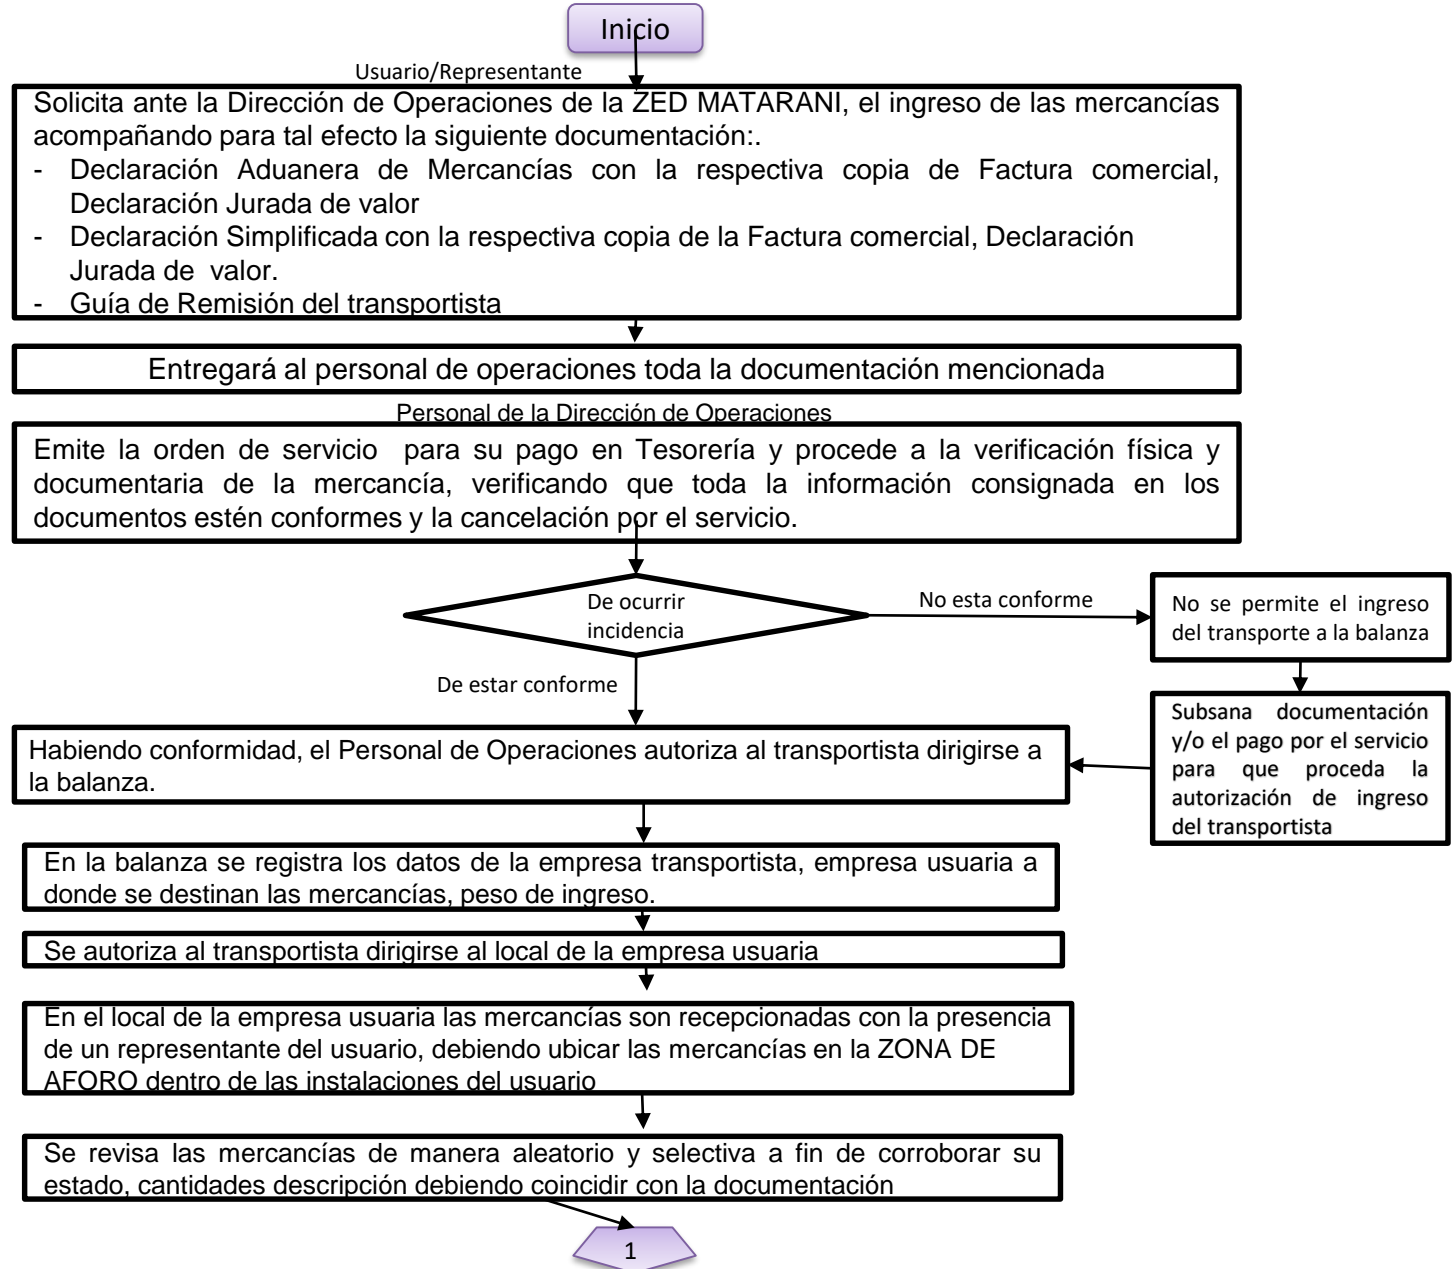 Inicio
Usuario/Representante
Solicita ante la Dirección de Operaciones de la ZED MATARANI, el ingreso de las mercancías
acompañando para tal efecto la siguiente documentación:.
- Declaración Aduanera de Mercancías con la respectiva copia de Factura comercial,
Declaración Jurada de valor
- Declaración Simplificada con la respectiva copia de la Factura comercial, Declaración
Jurada de valor.
- Guía de Remisión del transportista
Entregará al personal de operaciones toda la documentación mencionada
Personal de la Dirección de Operaciones
Emite la orden de servicio para su pago en Tesorería y procede a la verificación física y
documentaria de la mercancía, verificando que toda la información consignada en los
documentos estén conformes y la cancelación por el servicio.
De ocurrir
incidencia
No esta conforme
No se permite el ingreso
del transporte a la balanza
De estar conforme
Subsana documentación
y/o el pago por el servicio
para que proceda la
autorización de ingreso
del transportista
Habiendo conformidad, el Personal de Operaciones autoriza al transportista dirigirse a
la balanza.
En la balanza se registra los datos de la empresa transportista, empresa usuaria a
donde se destinan las mercancías, peso de ingreso.
Se autoriza al transportista dirigirse al local de la empresa usuaria
En el local de la empresa usuaria las mercancías son recepcionadas con la presencia
de un representante del usuario, debiendo ubicar las mercancías en la ZONA DE
AFORO dentro de las instalaciones del usuario
Se revisa las mercancías de manera aleatorio y selectiva a fin de corroborar su
estado, cantidades descripción debiendo coincidir con la documentación
1